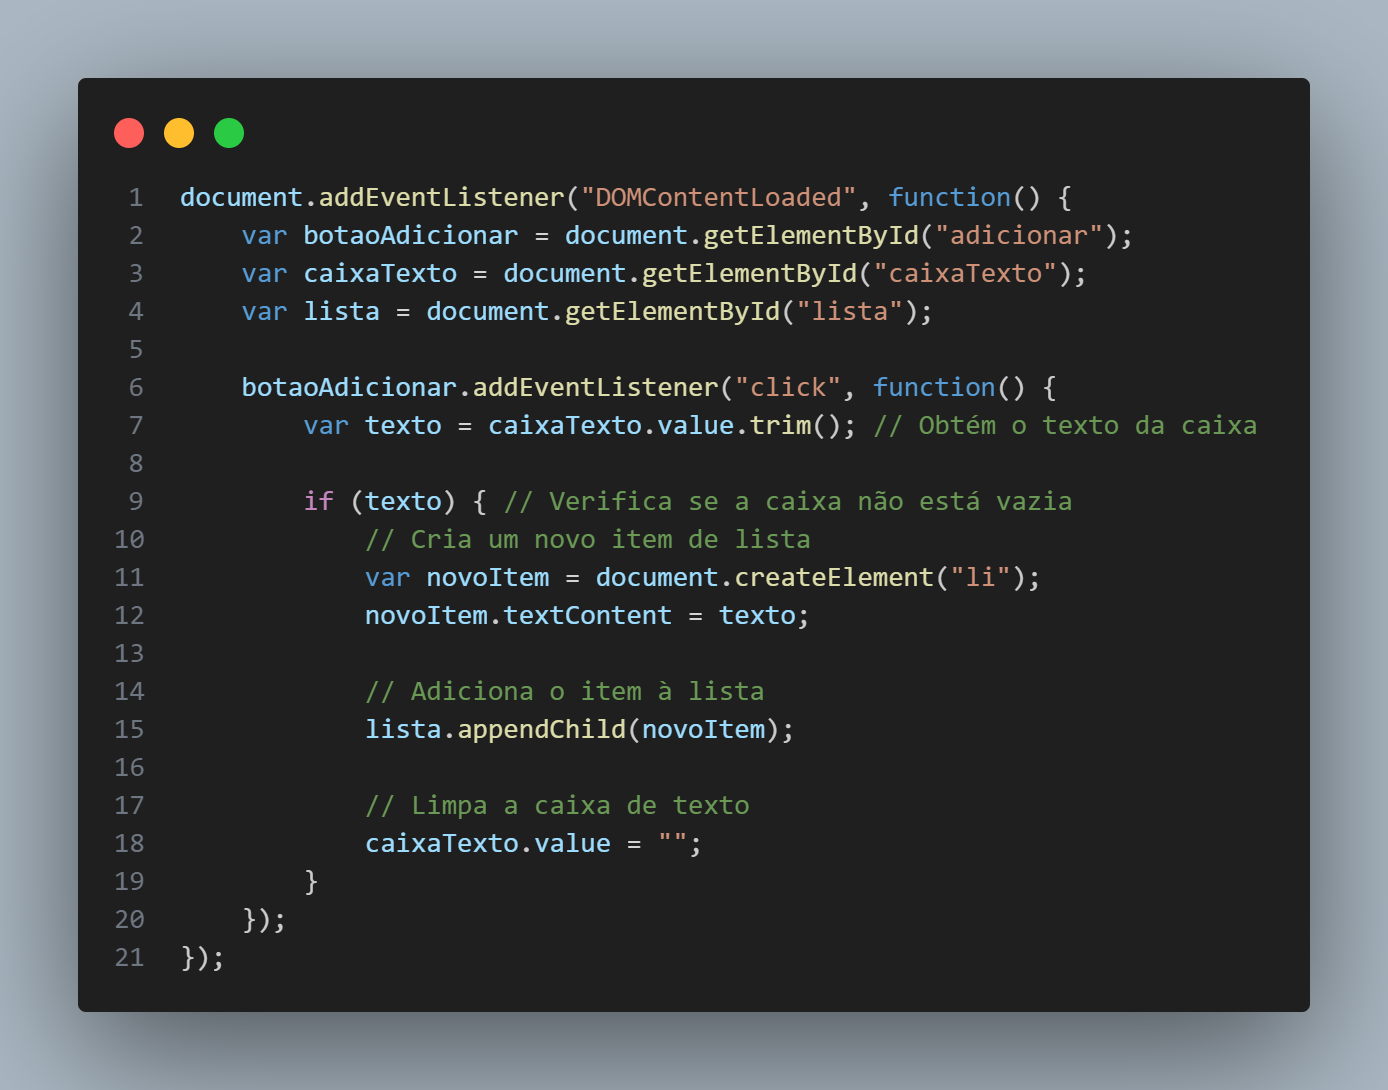 1 document.addEventListener("DOMContentLoaded", function() {
2     var botaoAdicionar = document.getElementById("adicionar");
3     var caixaTexto = document.getElementById("caixaTexto");
4     var lista = document.getElementById("lista");
5
6     botaoAdicionar.addEventListener("click", function() {
7         var texto = caixaTexto.value.trim(); // Obtém o texto da caixa
8
9         if (texto) { // Verifica se a caixa não está vazia
10             // Cria um novo item de lista
11             var novoItem = document.createElement("li");
12             novoItem.textContent = texto;
13
14             // Adiciona o item à lista
15             lista.appendChild(novoItem);
16
17             // Limpa a caixa de texto
18             caixaTexto.value = "";
19         }
20     });
21 });